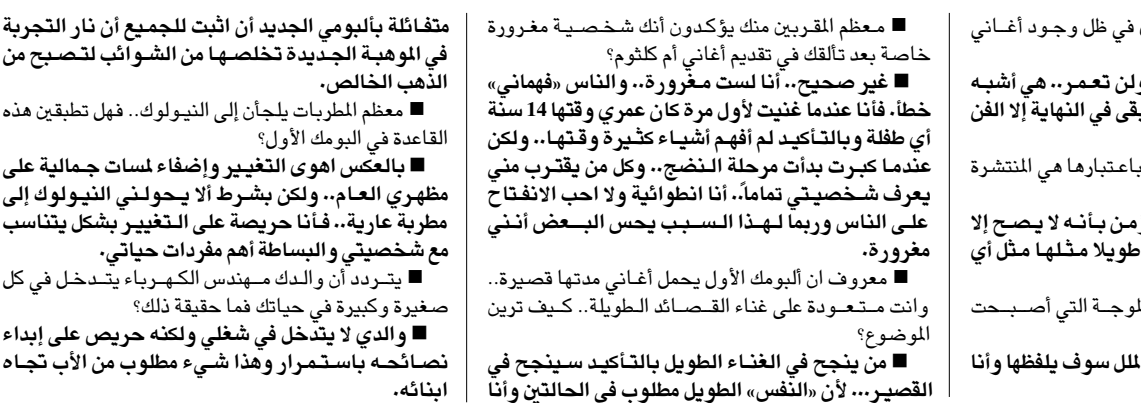 في ظل وجود أغاني
ولن تعمر.. هي أشبه
يبقى في النهاية إلا الفن
باعتبارها هي المنتشرة
بأنه لا يصح إلا
طويلا مثلها مثل أي
التي أصبحت
سوف يلفظها وأنا
■ معظم المقربين منك يؤكدون أنك شخصية مغرورة
خاصة بعد تألقك في تقديم أغاني أم كلثوم؟
■ غير صحيح.. أنا لست مغرورة.. والناس «فهماني»
خطأ. فأنا عندما غنيت لأول مرة كان عمري وقتها 14 سنة
أي طفلة وبالتأكيد لم أفهم أشياء كثيرة وقتها.. ولكن
عندما كبرت بدأت مرحلة النضج.. وكل من يقترب مني
يعرف شخصيتي تماماً.. أنا انطوائية ولا احب الانفتاح
على الناس وربما لهذا السبب يحس البعض أنني
مغرورة.
■ معروف ان ألبومك الأول يحمل أغاني مدتها قصيرة..
وانت متعودة على غناء القصائد الطويلة.. كيف ترين
الموضوع؟
■ من ينجح في الغناء الطويل بالتأكيد سينجح في
القصير... لأن «النفس» الطويل مطلوب في الحالتين وأنا
متفائلة بألبومي الجديد أن اثبت للجميع أن نار التجربة
في الموهبة الجديدة تخلصها من الشوائب لتصبح من
الذهب الخالص.
■ معظم المطربات يلجأن إلى النيولوك.. فهل تطبقين هذه
القاعدة في البومك الأول؟
■ بالعكس اهوى التغيير وإضفاء لمسات جمالية على
مظهري العام.. ولكن بشرط ألا يحولني النيولوك إلى
مطربة عارية.. فأنا حريصة على التغيير بشكل يتناسب
مع شخصيتي والبساطة أهم مفردات حياتي.
■ يتردد أن والدك مهندس الكهرباء يتدخل في كل
صغيرة وكبيرة في حياتك فما حقيقة ذلك؟
■ والدي لا يتدخل في شغلي ولكنه حريص على إبداء
نصائحه باستمرار وهذا شيء مطلوب من الأب تجاه
ابنائه.